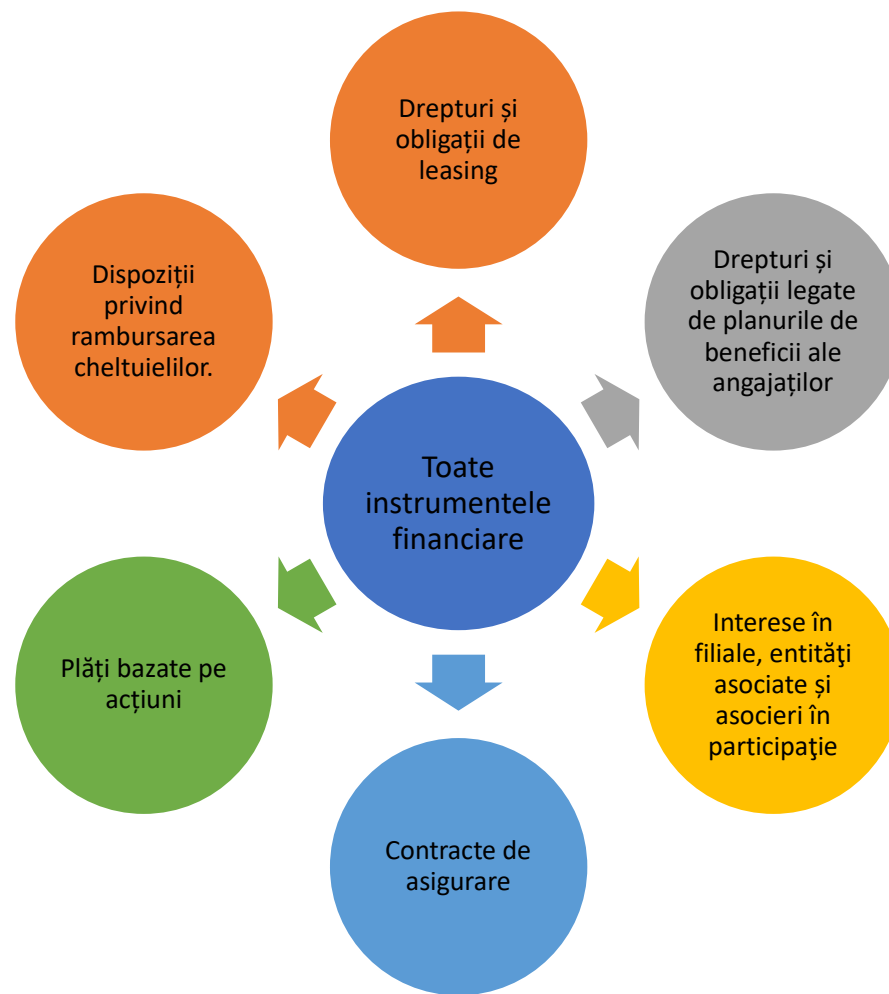 Drepturi și
obligații de
leasing
Drepturi și
obligații legate
de planurile de
beneficii ale
angajaților
Interese în
filiale, entităţi
asociate și
asocieri în
participaţie
Contracte de
asigurare
Plăți bazate pe
acțiuni
Dispoziții
privind
rambursarea
cheltuielilor.
Toate
instrumentele
financiare